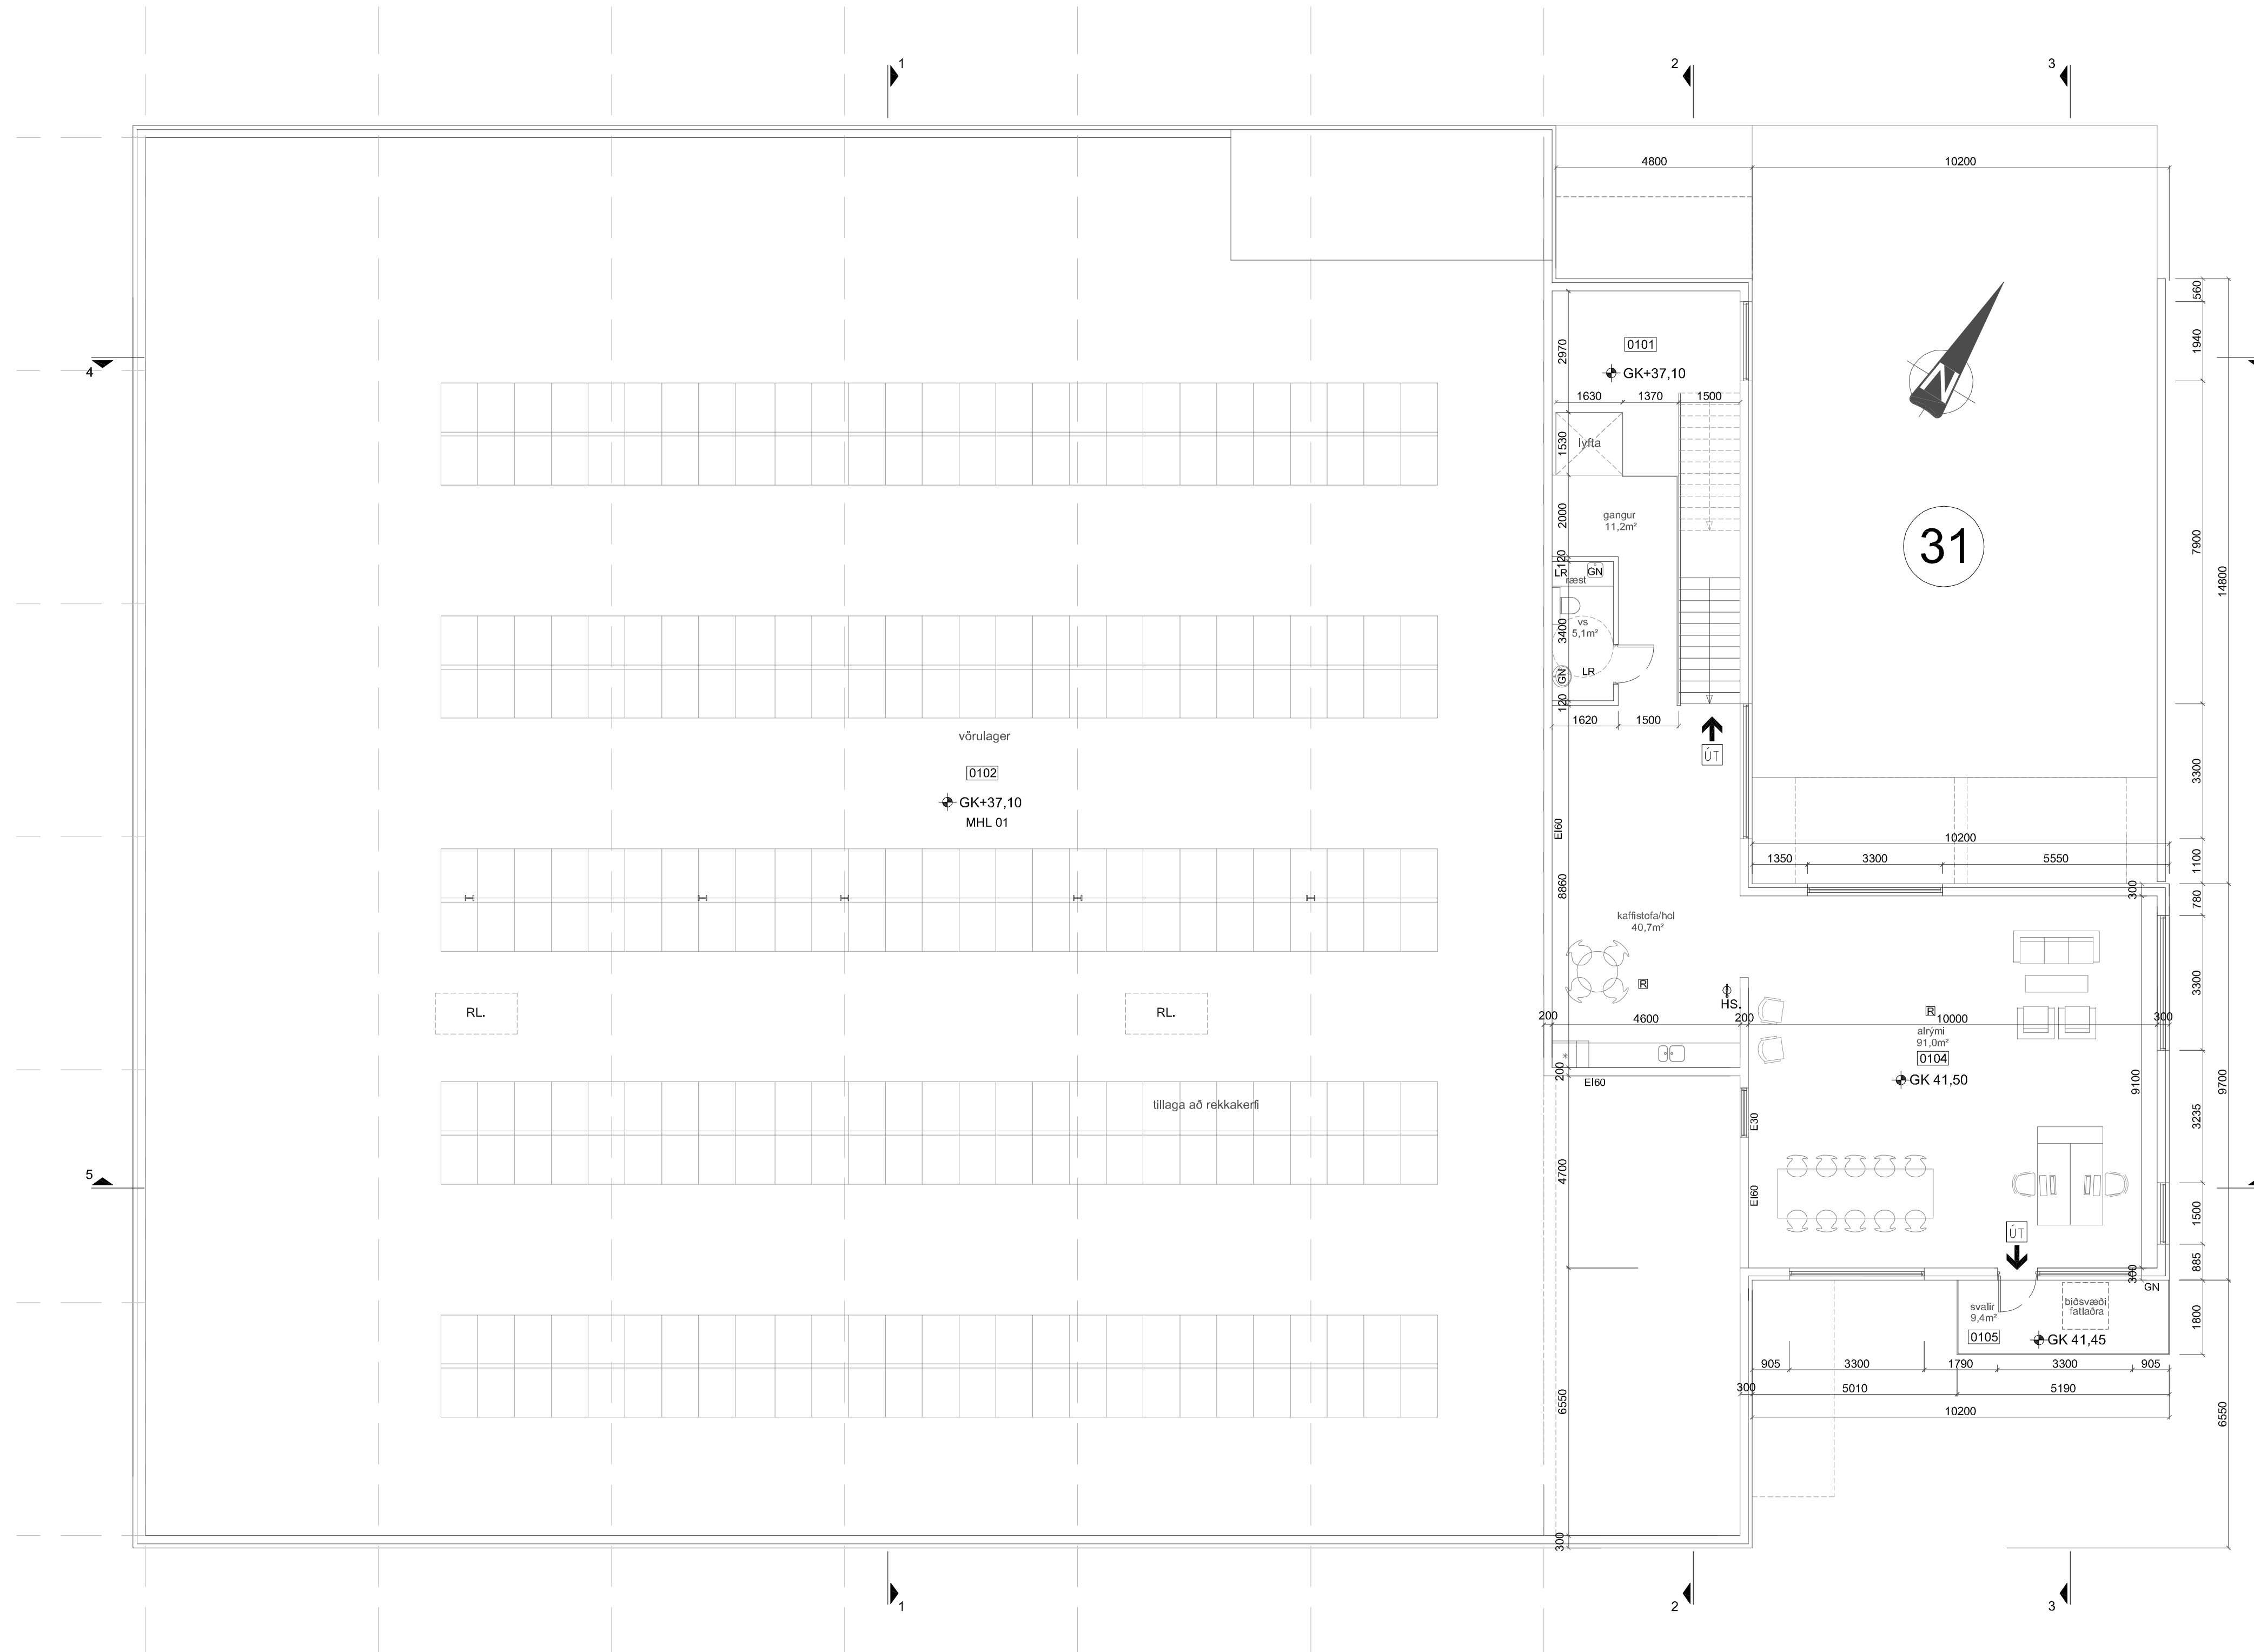 1
2
3
4800
10200
560
1940
2970
0101
GK+37,10
4
1630
1370
1500
1530
lyfta
N
2000
gangur
11,2m²
31
7900
14800
120
LR
GN
ræst
3400
vs
5,1m²
GN
LR
120
1620
1500
ÚT
vörulager
0102
GK+37,10
MHL 01
EI60
3300
10200
1350
3300
5550
1100
8860
300
780
kaffistofa/hol
40,7m²
R
HS.
3300
RL.
RL.
200
4600
200
R
10000
300
alrými
91,0m²
0104
GK 41,50
200
EI60
9100
9700
tillaga að rekkakerfi
E30
3235
5
4700
EI60
1500
ÚT
885
300
GN
svalir
9,4m²
biðsvæði
fatlaðra
0105
GK 41,45
1800
905
3300
1790
3300
905
300
5010
5190
10200
6550
6550
300
1
2
3